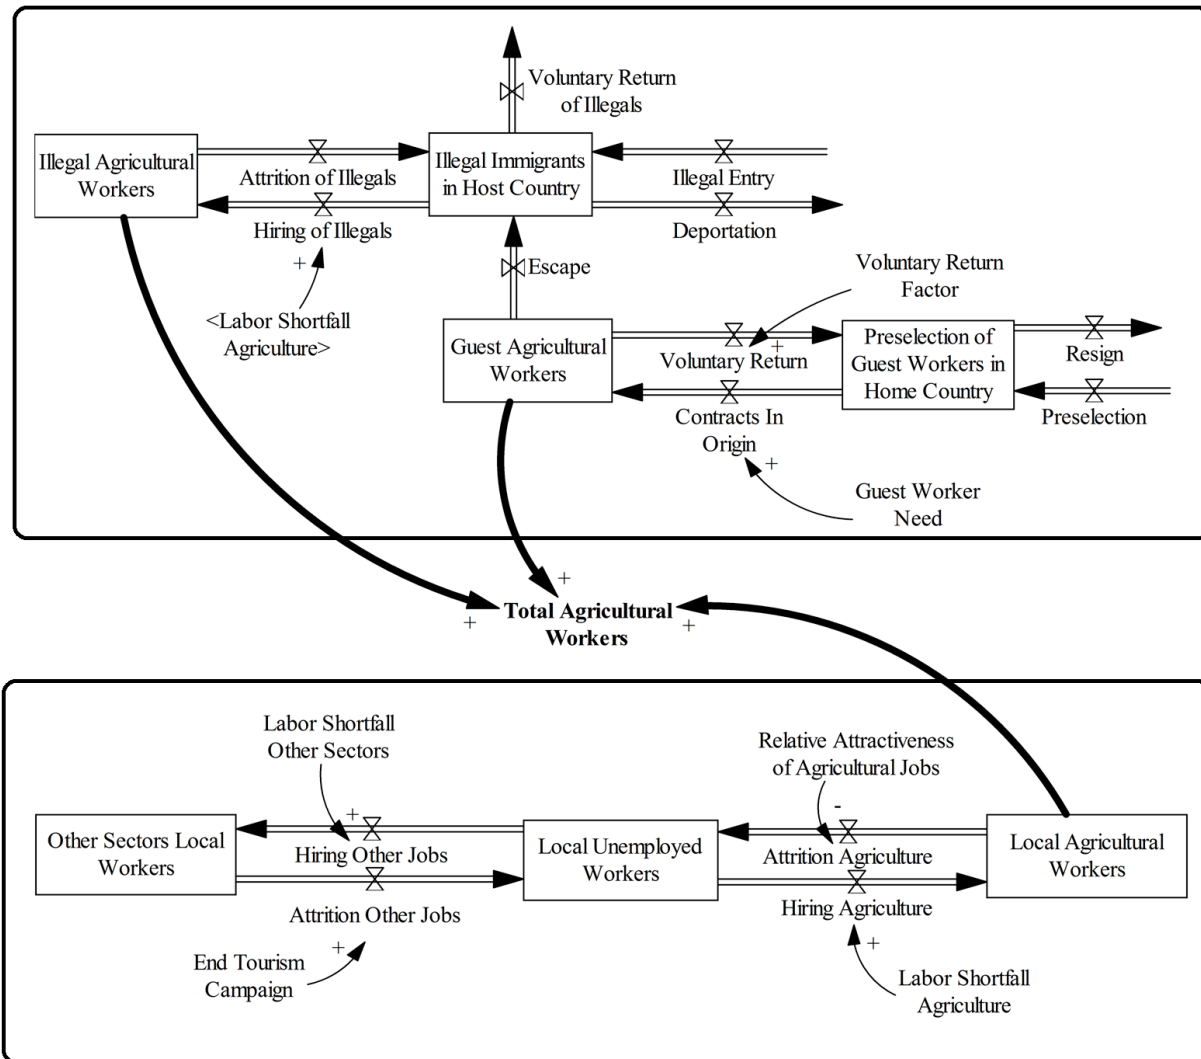 Voluntary Return
of Illegals
Illegal Agricultural
Workers
Attrition of Illegals
Hiring of Illegals
+
<Labor Shortfall
Agriculture>
Illegal Immigrants
in Host Country
Illegal Entry
Deportation
Escape
Voluntary Return
Factor
Guest Agricultural
Workers
+
Voluntary Return
Contracts In
Origin
+
Preselection of
Guest Workers in
Home Country
Resign
Preselection
Guest Worker
Need
+
+
Total Agricultural
Workers
+
Labor Shortfall
Other Sectors
+
Relative Attractiveness
of Agricultural Jobs
-
Other Sectors Local
Workers
Hiring Other Jobs
Attrition Other Jobs
+
End Tourism
Campaign
Local Unemployed
Workers
Attrition Agriculture
Hiring Agriculture
+
Labor Shortfall
Agriculture
Local Agricultural
Workers